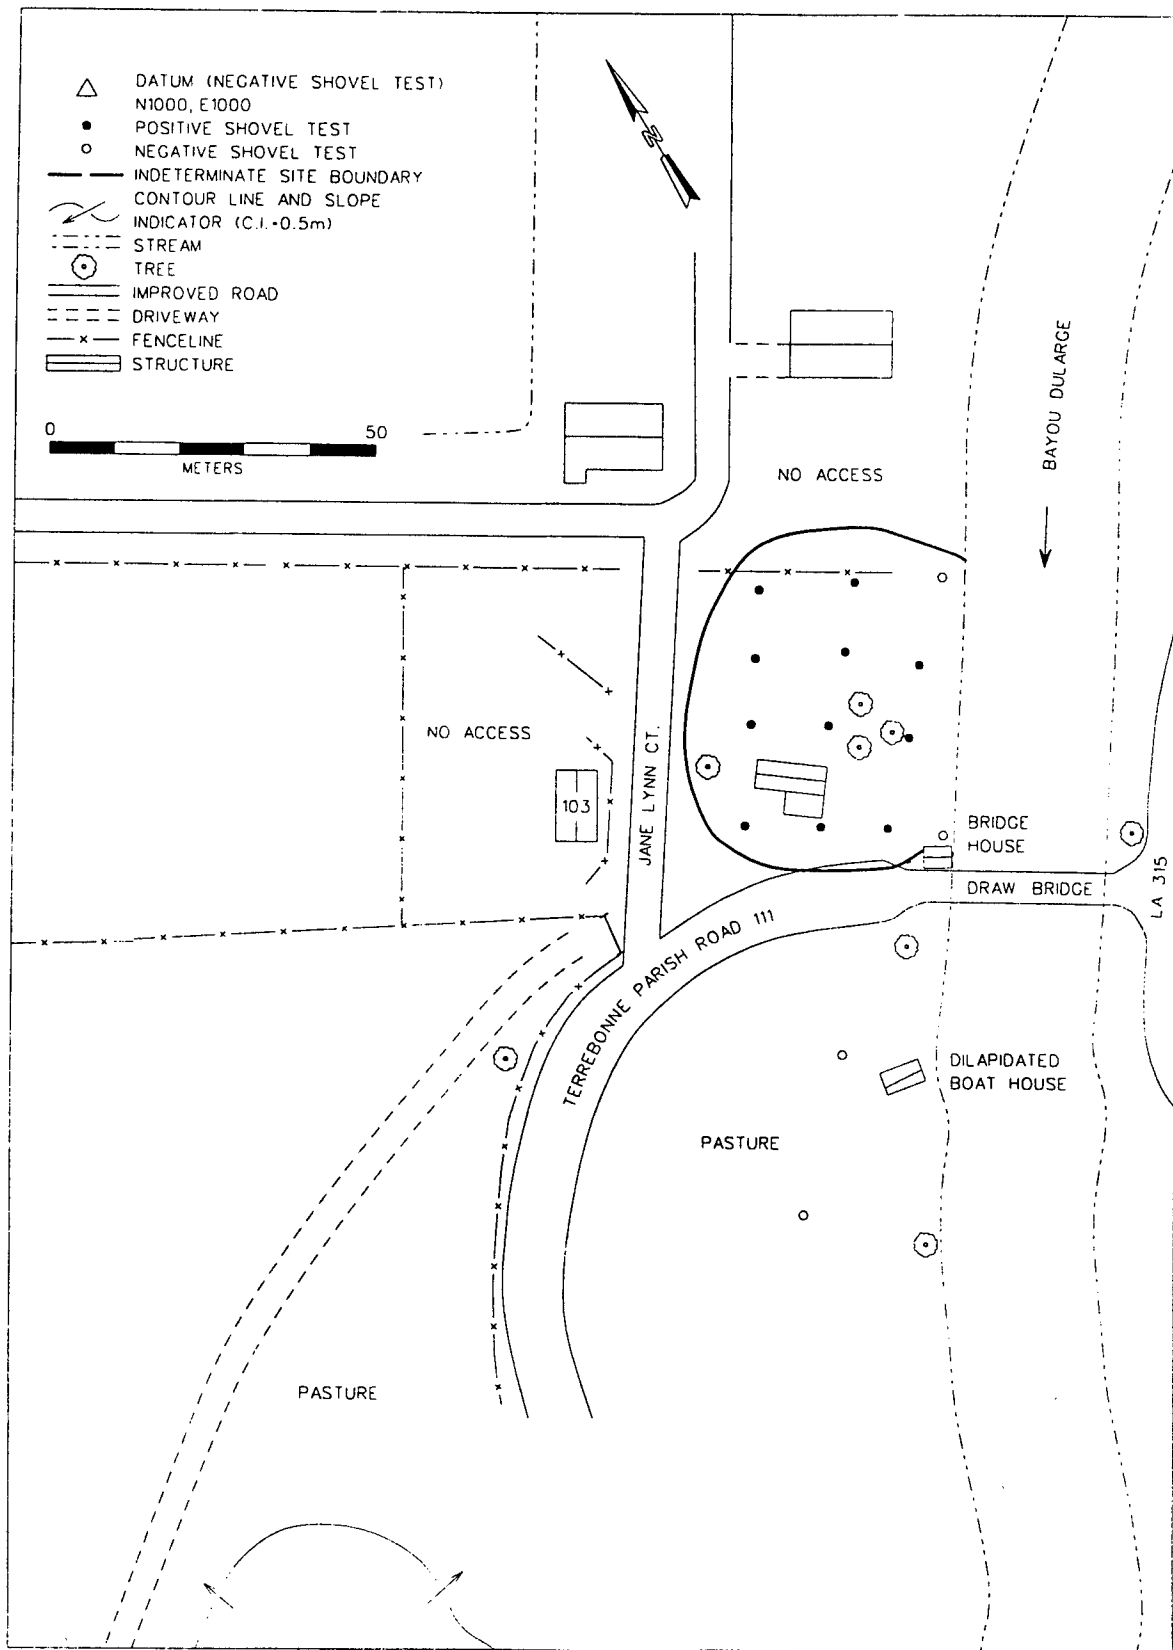 DATUM (NEGATIVE SHOVEL TEST)
N1000, E1000
POSITIVE SHOVEL TEST
NEGATIVE SHOVEL TEST
INDETERMINATE SITE BOUNDARY
CONTOUR LINE AND SLOPE
INDICATOR (C.I.-0.5m)
STREAM
TREE
IMPROVED ROAD
DRIVEWAY
FENCELINE
STRUCTURE
0 50
METERS
N
BAYOU DULARGE
NO ACCESS
NO ACCESS
103
JANE LYNN CT.
BRIDGE
HOUSE
DRAW BRIDGE
LA 315
TERREBONNE PARISH ROAD 111
DILAPIDATED
BOAT HOUSE
PASTURE
PASTURE